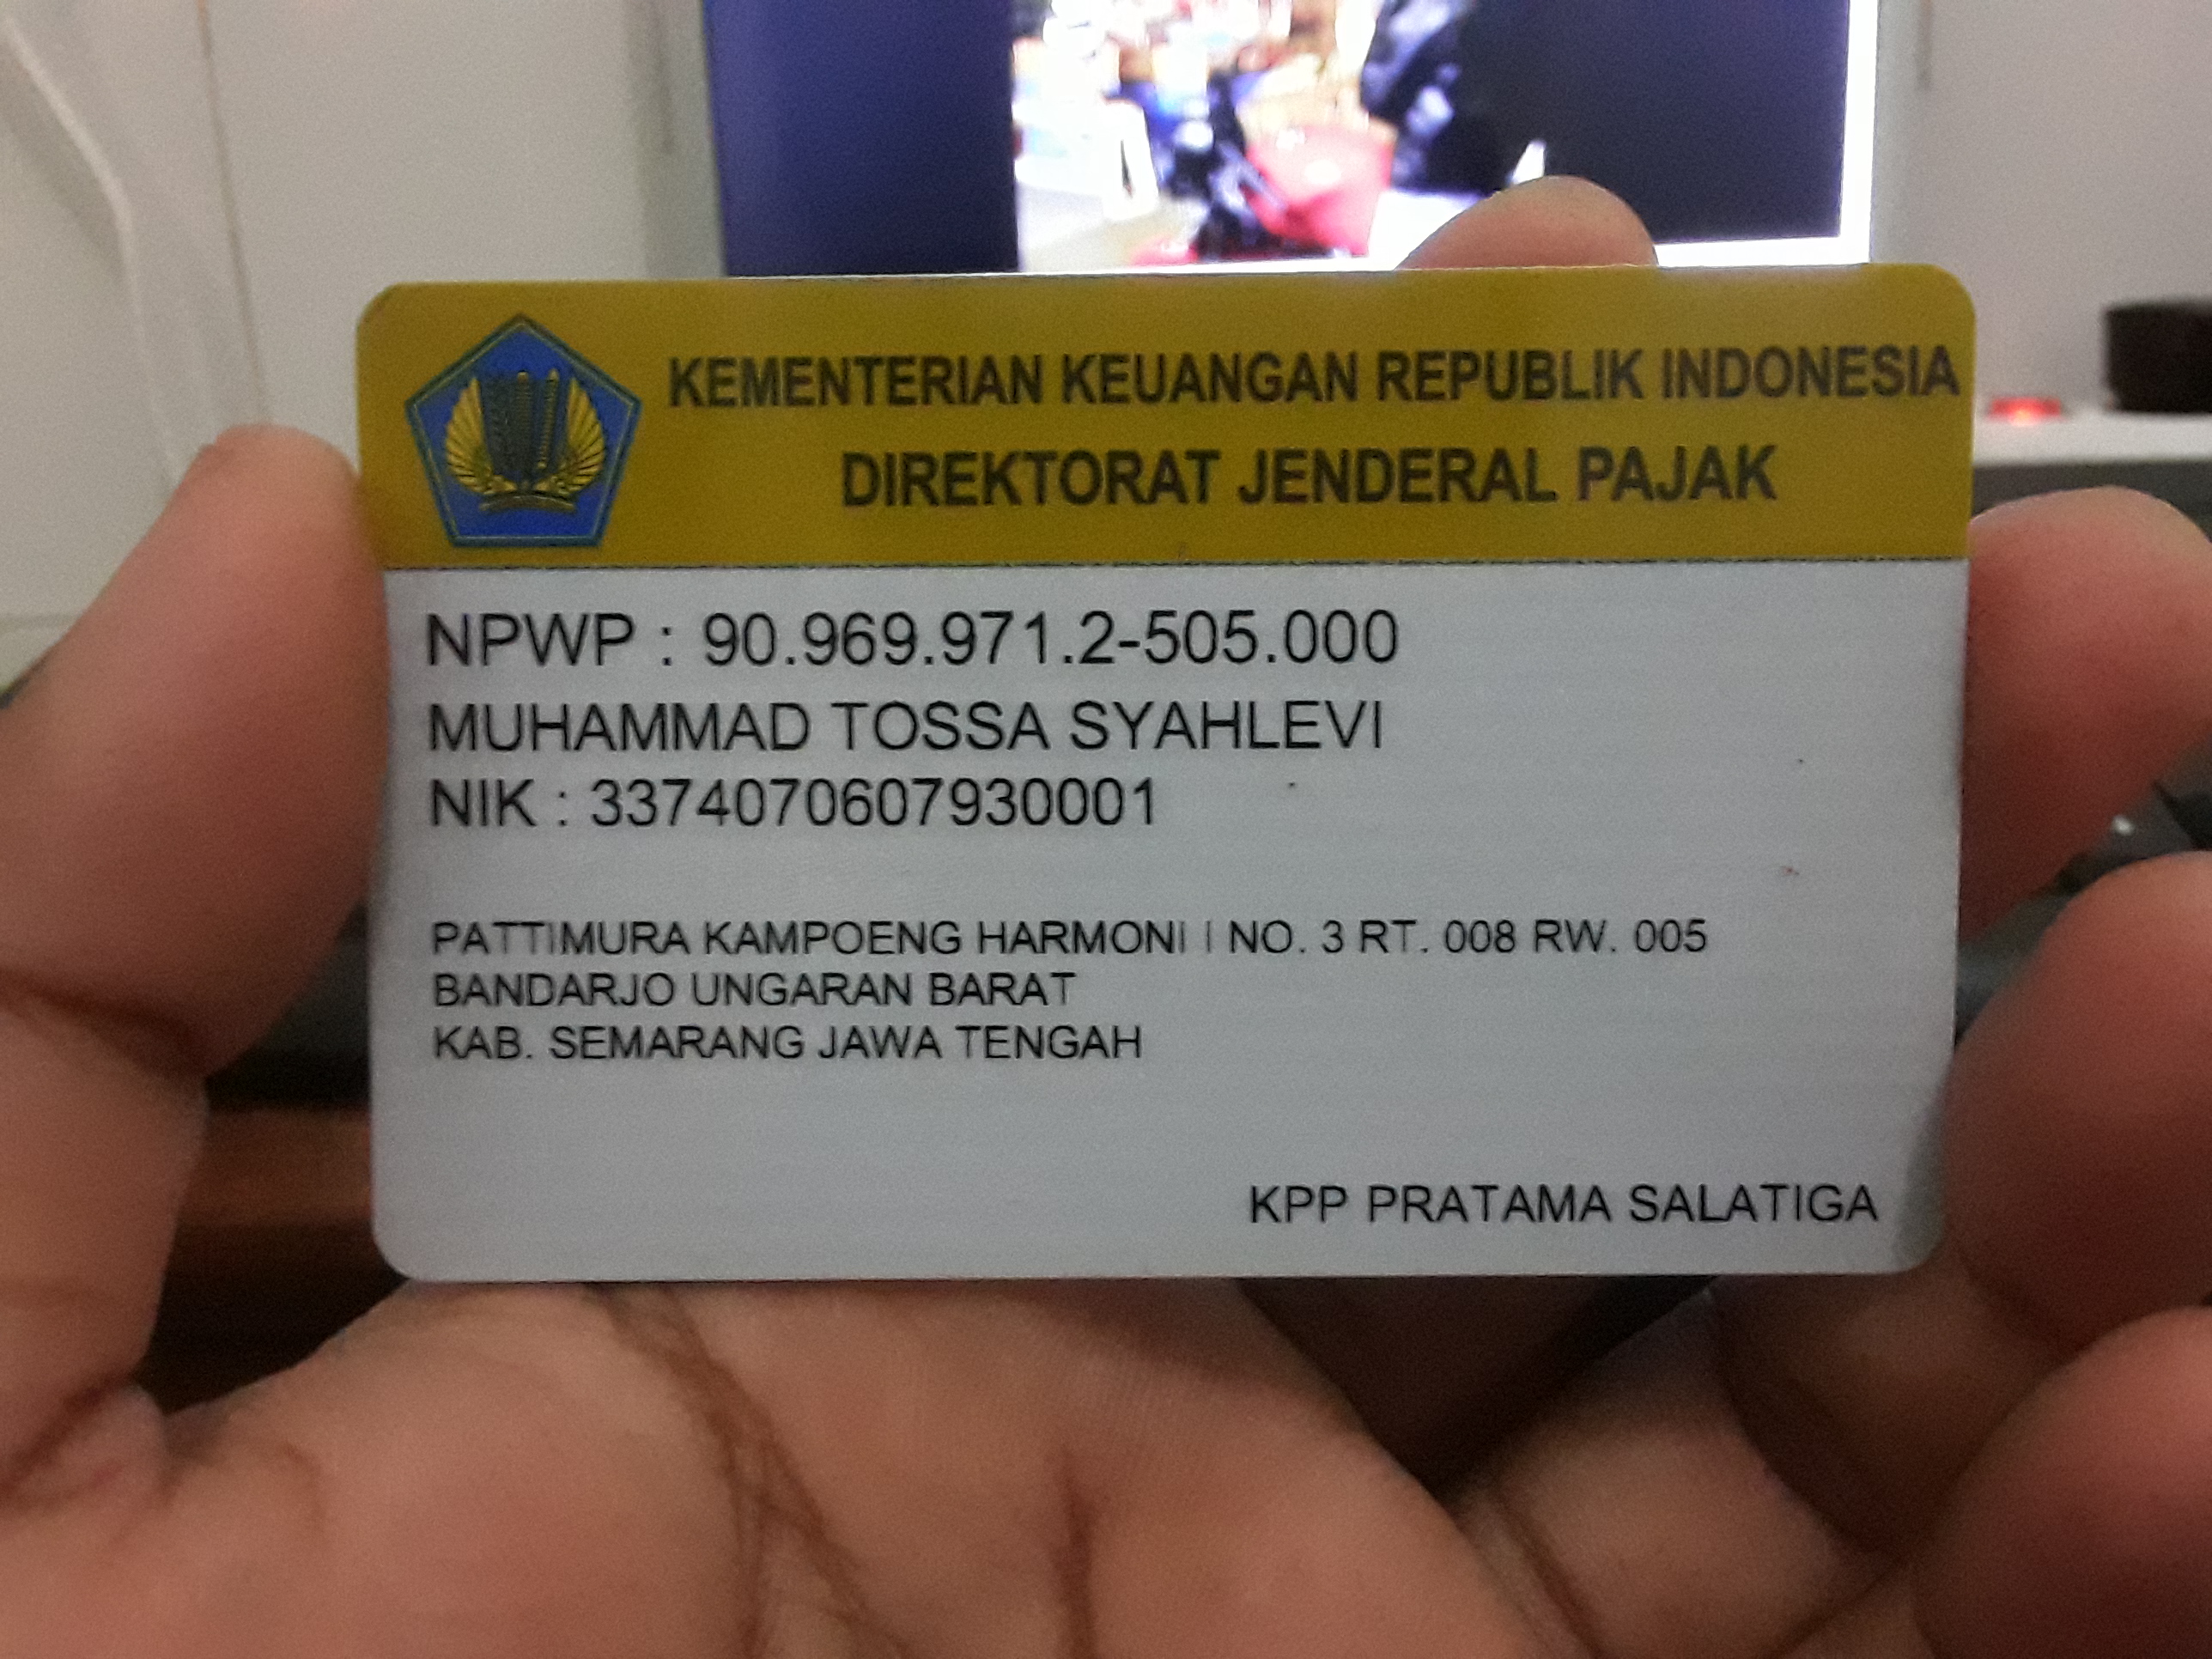 KEMENTERIAN KEUANGAN REPUBLIK INDONESIA
DIREKTORAT JENDERAL PAJAK
NPWP : 90.969.971.2-505.000
MUHAMMAD TOSSA SYAHLEVI
NIK : 3374070607930001
PATTIMURA KAMPOENG HARMONI I NO. 3 RT. 008 RW. 005
BANDARJO UNGARAN BARAT
KAB. SEMARANG JAWA TENGAH
KPP PRATAMA SALATIGA